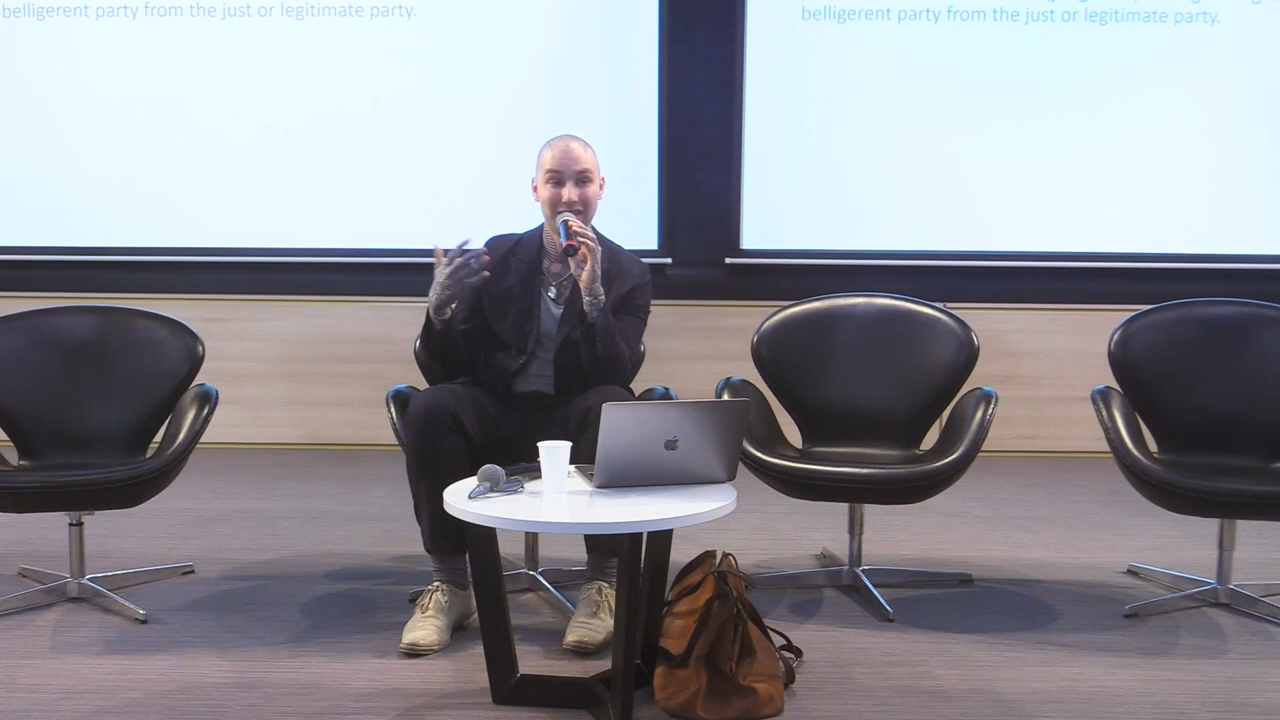 belligerent party from the just or legitimate party.
belligerent party from the just or legitimate party.